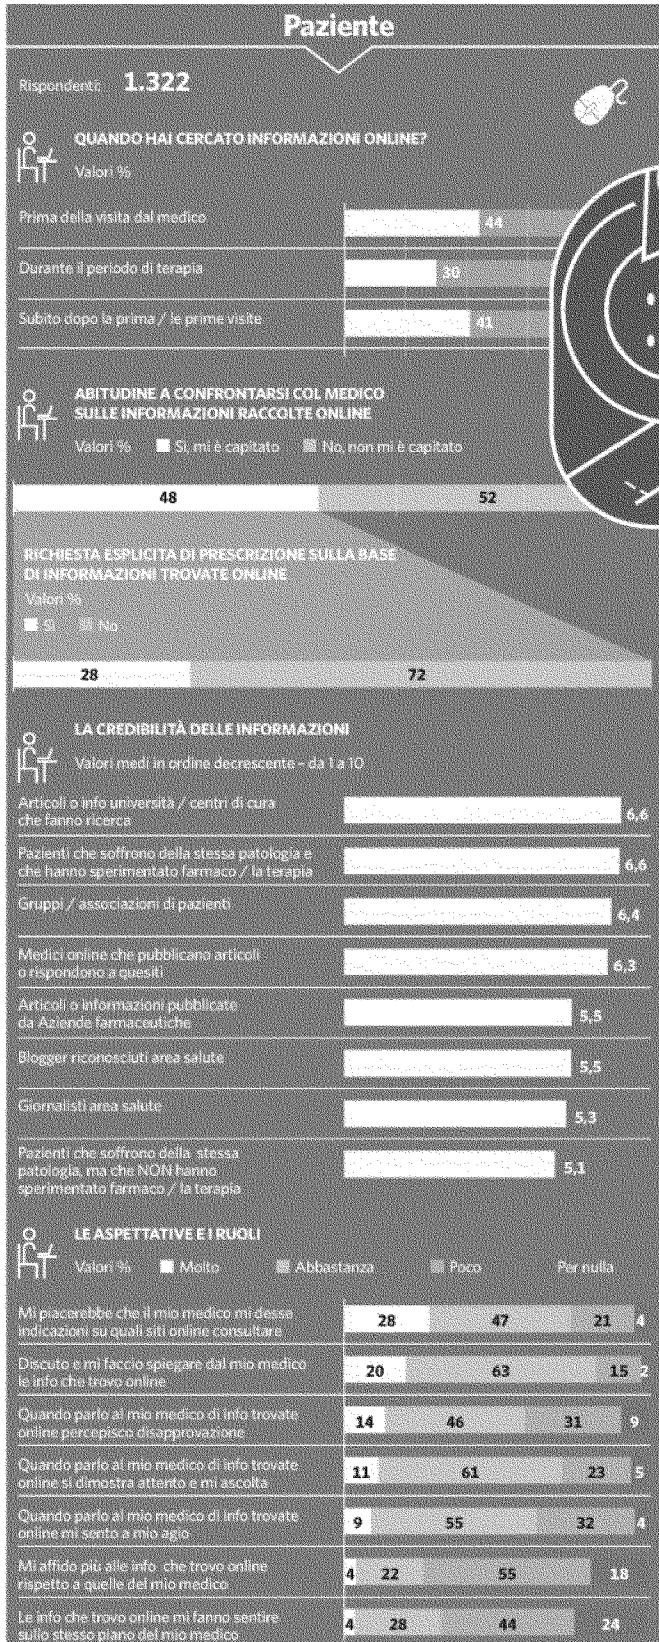 Paziente
Rispondenti: 1.322
QUANDO HAI CERCATO INFORMAZIONI ONLINE?
Valori %
Prima della visita dal medico
44
Durante il periodo di terapia
30
Subito dopo la prima / le prime visite
41
ABITUDINE A CONFRONTARSI COL MEDICO
SULLE INFORMAZIONI RACCOLTE ONLINE
Valori % Sì, mi è capitato No, non mi è capitato
48 52
RICHIESTA ESPLICITA DI PRESCRIZIONE SULLA BASE
DI INFORMAZIONI TROVATE ONLINE
Valori %
Sì No
28 72
LA CREDIBILITÀ DELLE INFORMAZIONI
Valori medi in ordine decrescente – da 1 a 10
Articoli o info università / centri di cura
che fanno ricerca
6,6
Pazienti che soffrono della stessa patologia e
che hanno sperimentato farmaco / la terapia
6,6
Gruppi / associazioni di pazienti
6,4
Medici online che pubblicano articoli
o rispondono a quesiti
6,3
Articoli o informazioni pubblicate
da Aziende farmaceutiche
5,5
Blogger riconosciuti area salute
5,5
Giornalisti area salute
5,3
Pazienti che soffrono della stessa
patologia, ma che NON hanno
sperimentato farmaco / la terapia
5,1
LE ASPETTATIVE E I RUOLI
Valori % Molto Abbastanza Poco Per nulla
Mi piacerebbe che il mio medico mi desse
indicazioni su quali siti online consultare
28 47 21 4
Discuto e mi faccio spiegare dal mio medico
le info che trovo online
20 63 15 2
Quando parlo al mio medico di info trovate
online percepisco disapprovazione
14 46 31 9
Quando parlo al mio medico di info trovate
online si dimostra attento e mi ascolta
11 61 23 5
Quando parlo al mio medico di info trovate
online mi sento a mio agio
9 55 32 4
Mi affido più alle info che trovo online
rispetto a quelle del mio medico
4 22 55 18
Le info che trovo online mi fanno sentire
sullo stesso piano del mio medico
4 28 44 24